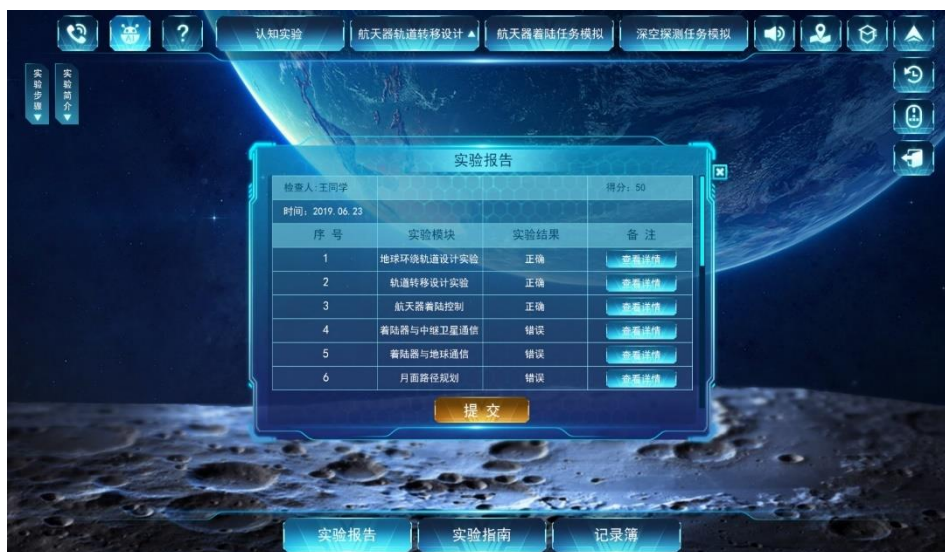 认知实验
航天器轨道转移设计
航天器着陆任务模拟
深空探测任务模拟
实验步骤
实验简介
实验报告
检查人:王同学
得分: 50
时间: 2019.06.23
序 号 实验模块 实验结果 备 注
1 地球环绕轨道设计实验 正确 查看详情
2 轨道转移设计实验 正确 查看详情
3 航天器着陆控制 正确 查看详情
4 着陆器与中继卫星通信 错误 查看详情
5 着陆器与地球通信 错误 查看详情
6 月面路径规划 错误 查看详情
提 交
实验报告
实验指南
记录簿